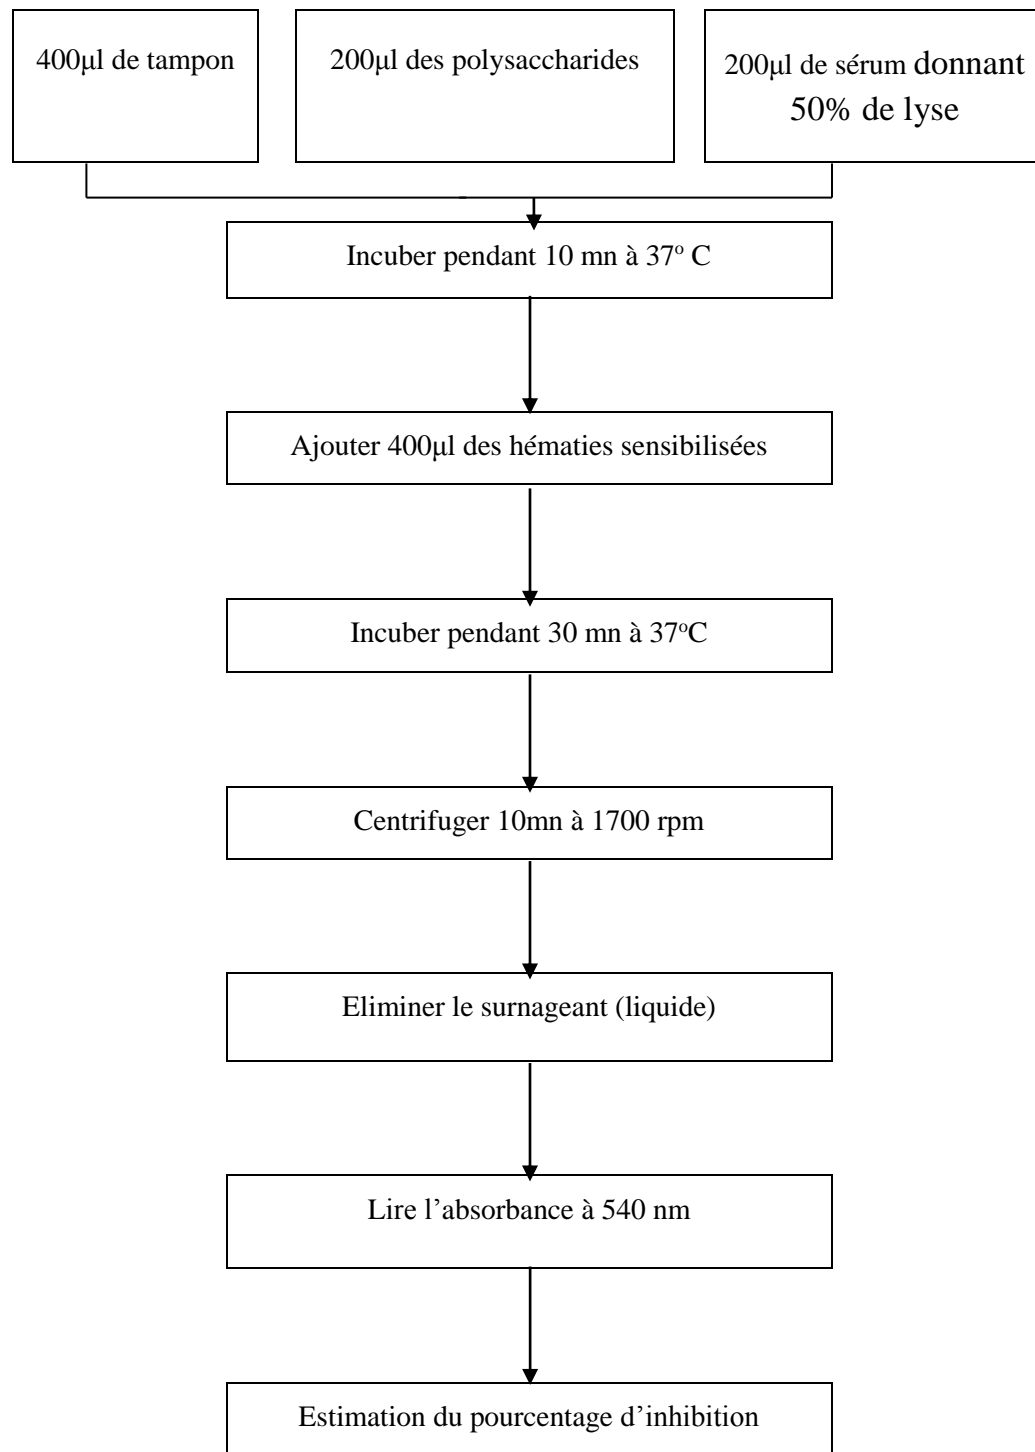 400µl de tampon
200µl des polysaccharides
200µl de sérum donnant
50% de lyse
Incuber pendant 10 mn à 37º C
Ajouter 400µl des hématies sensibilisées
Incuber pendant 30 mn à 37ºC
Centrifuger 10mn à 1700 rpm
Eliminer le surnageant (liquide)
Lire l’absorbance à 540 nm
Estimation du pourcentage d’inhibition